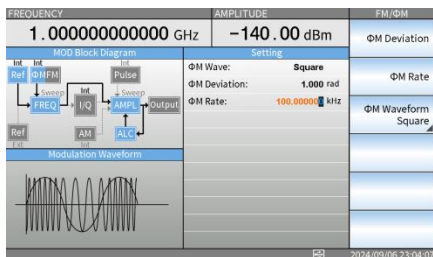 FREQUENCY
AMPLITUDE
FM/ΦM
1.000000000000 GHz
-140.00 dBm
ΦM Deviation
MOD Block Diagram
Setting
Int Int Int
Ref ΦM FM Pulse
Sweep Sweep
Int
FREQ I/Q AMPL Output
Ref AM ALC
Ext Int
ΦM Wave: Square
ΦM Deviation: 1.000 rad
ΦM Rate: 100.000000 kHz
ΦM Rate
ΦM Waveform
Square
Modulation Waveform
2024/09/06 23:04:03